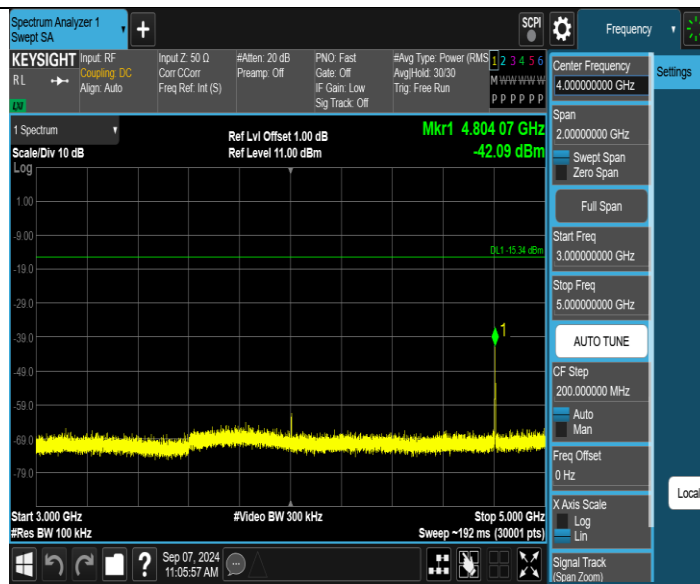 Spectrum Analyzer 1
Swept SA
SCPI
Frequency
KEYSIGHT
RL
LXI
Input: RF
Coupling: DC
Align: Auto
Input Z: 50 Ω
Corr CCorr
Freq Ref: Int (S)
#Atten: 20 dB
Preamp: Off
PNO: Fast
Gate: Off
IF Gain: Low
Sig Track: Off
#Avg Type: Power (RMS
Avg|Hold: 30/30
Trig: Free Run
1 2 3 4 5 6
M W W W W W
P P P P P P
1 Spectrum
Scale/Div 10 dB
Ref Lvl Offset 1.00 dB
Ref Level 11.00 dBm
Mkr1 4.804 07 GHz
-42.09 dBm
Log
1.00
-9.00
-19.0
-29.0
-39.0
-49.0
-59.0
-69.0
-79.0
DL1 -15.34 dBm
1
Start 3.000 GHz
#Res BW 100 kHz
#Video BW 300 kHz
Stop 5.000 GHz
Sweep ~192 ms (30001 pts)
Sep 07, 2024
11:05:57 AM
?
Center Frequency
4.000000000 GHz
Span
2.00000000 GHz
Swept Span
Zero Span
Full Span
Start Freq
3.000000000 GHz
Stop Freq
5.000000000 GHz
AUTO TUNE
CF Step
200.000000 MHz
Auto
Man
Freq Offset
0 Hz
X Axis Scale
Log
Lin
Signal Track
(Span Zoom)
Settings
Local